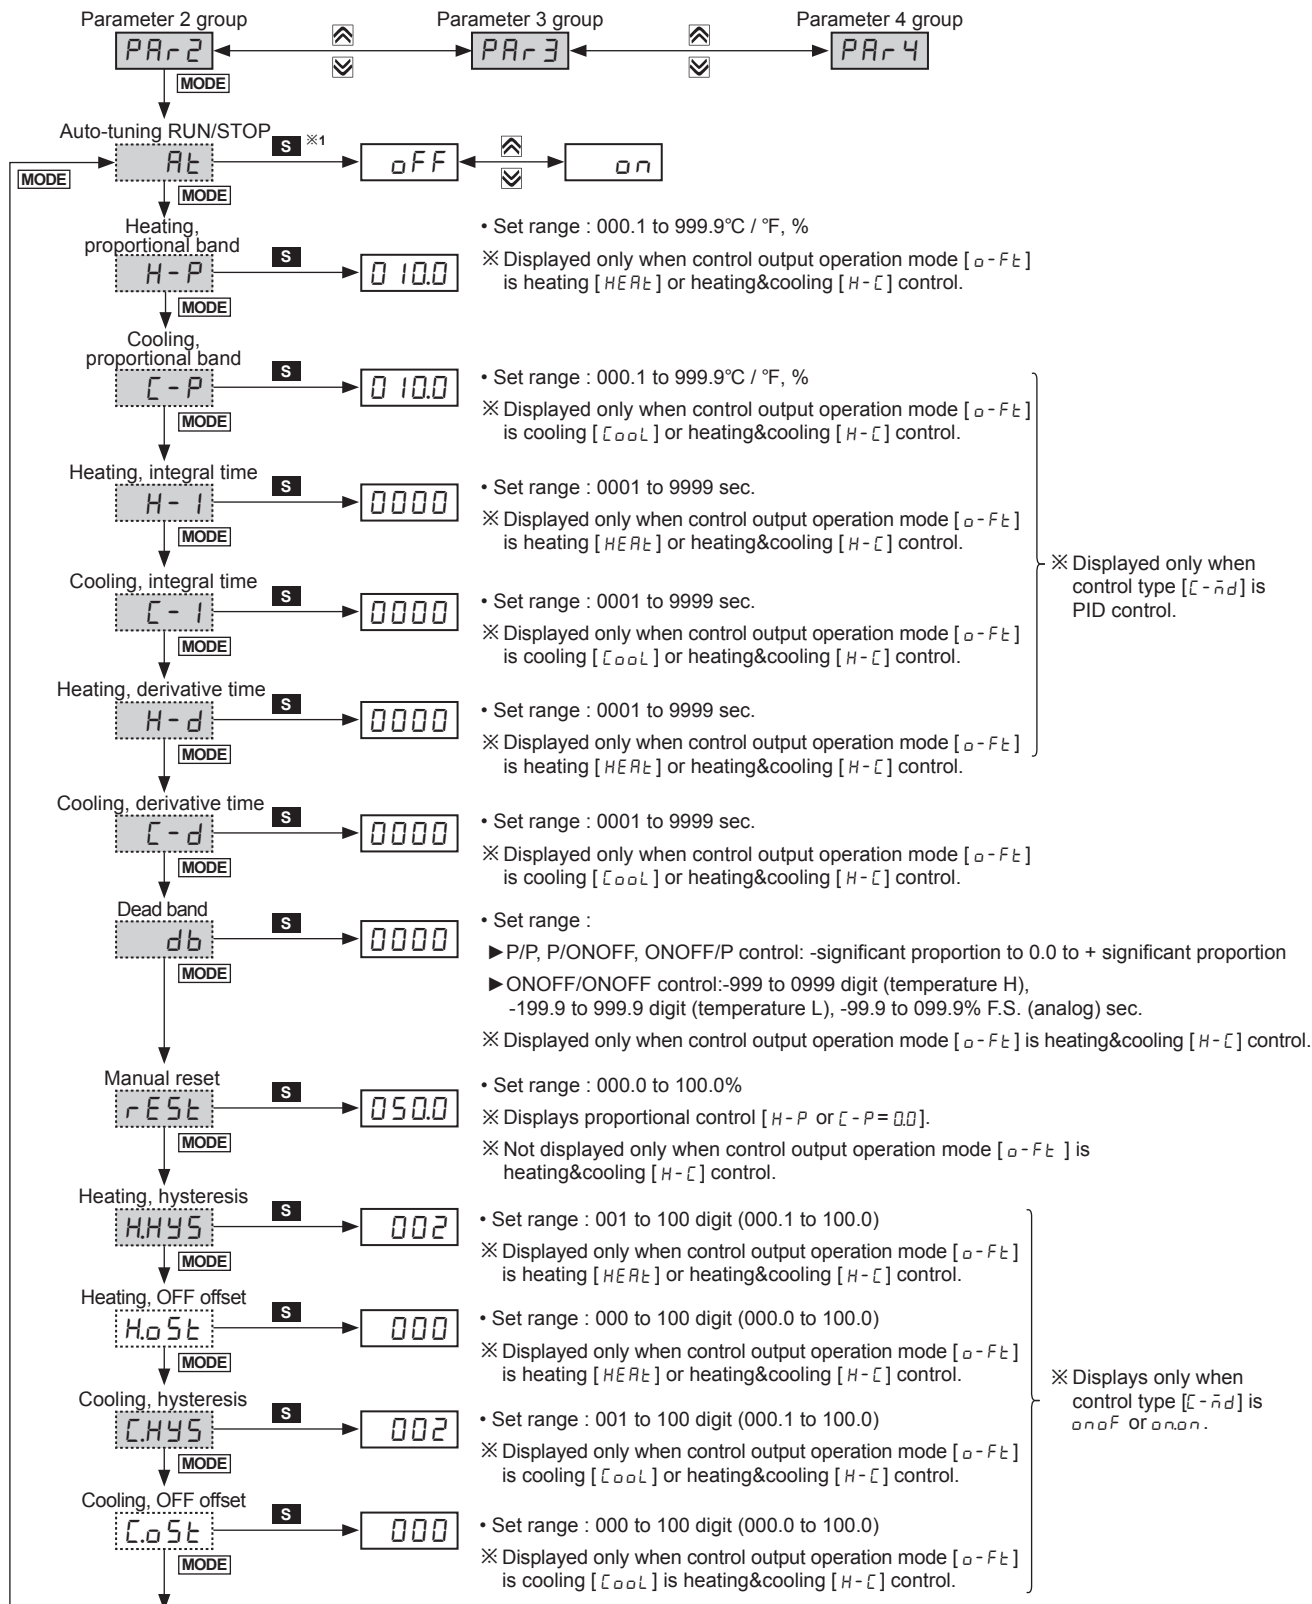 Parameter 2 group Parameter 3 group Parameter 4 group
PAr2 PAr3 PAr4
MODE
Auto-tuning RUN/STOP
MODE At S ※1 oFF on
MODE
Heating,
proportional band
H-P S 010.0
• Set range : 000.1 to 999.9℃ / ℉, %
※ Displayed only when control output operation mode [ o-Ft ]
is heating [ HEAt ] or heating&cooling [ H-C ] control.
MODE
Cooling,
proportional band
C-P S 010.0
• Set range : 000.1 to 999.9℃ / ℉, %
※ Displayed only when control output operation mode [ o-Ft ]
is cooling [ CooL ] or heating&cooling [ H-C ] control.
MODE
Heating, integral time
H-I S 0000
• Set range : 0001 to 9999 sec.
※ Displayed only when control output operation mode [ o-Ft ]
is heating [ HEAt ] or heating&cooling [ H-C ] control.
MODE
Cooling, integral time
C-I S 0000
• Set range : 0001 to 9999 sec.
※ Displayed only when control output operation mode [ o-Ft ]
is cooling [ CooL ] or heating&cooling [ H-C ] control.
MODE
※ Displayed only when
control type [C-md] is
PID control.
Heating, derivative time
H-d S 0000
• Set range : 0001 to 9999 sec.
※ Displayed only when control output operation mode [ o-Ft ]
is heating [ HEAt ] or heating&cooling [ H-C ] control.
MODE
Cooling, derivative time
C-d S 0000
• Set range : 0001 to 9999 sec.
※ Displayed only when control output operation mode [ o-Ft ]
is cooling [ CooL ] or heating&cooling [ H-C ] control.
MODE
Dead band
db S 0000
• Set range :
►P/P, P/ONOFF, ONOFF/P control: -significant proportion to 0.0 to + significant proportion
►ONOFF/ONOFF control:-999 to 0999 digit (temperature H),
-199.9 to 999.9 digit (temperature L), -99.9 to 099.9% F.S. (analog) sec.
※ Displayed only when control output operation mode [ o-Ft ] is heating&cooling [ H-C ] control.
MODE
Manual reset
rESt S 050.0
• Set range : 000.0 to 100.0%
※ Displays proportional control [ H-P or C-P= 0.0 ].
※ Not displayed only when control output operation mode [ o-Ft ] is
heating&cooling [ H-C ] control.
MODE
Heating, hysteresis
H.HYS S 002
• Set range : 001 to 100 digit (000.1 to 100.0)
※ Displayed only when control output operation mode [ o-Ft ]
is heating [ HEAt ] or heating&cooling [ H-C ] control.
MODE
Heating, OFF offset
H.oSt S 000
• Set range : 000 to 100 digit (000.0 to 100.0)
※ Displayed only when control output operation mode [ o-Ft ]
is heating [ HEAt ] or heating&cooling [ H-C ] control.
MODE
※ Displays only when
control type [C-md] is
onoF or on.on.
Cooling, hysteresis
C.HYS S 002
• Set range : 001 to 100 digit (000.1 to 100.0)
※ Displayed only when control output operation mode [ o-Ft ]
is cooling [ CooL ] or heating&cooling [ H-C ] control.
MODE
Cooling, OFF offset
C.oSt S 000
• Set range : 000 to 100 digit (000.0 to 100.0)
※ Displayed only when control output operation mode [ o-Ft ]
is cooling [ CooL ] is heating&cooling [ H-C ] control.
MODE